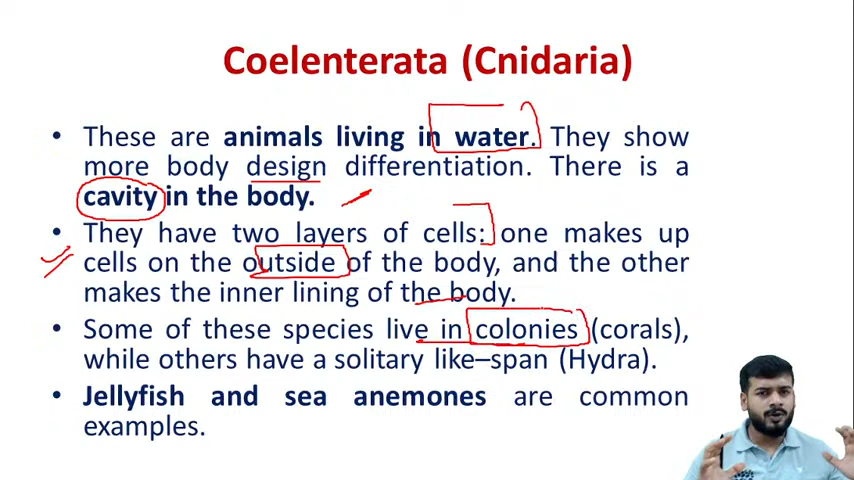 Coelenterata (Cnidaria)
• These are animals living in water. They show
more body design differentiation. There is a
cavity in the body.
• They have two layers of cells: one makes up
cells on the outside of the body, and the other
makes the inner lining of the body.
• Some of these species live in colonies (corals),
while others have a solitary like–span (Hydra).
• Jellyfish and sea anemones are common
examples.